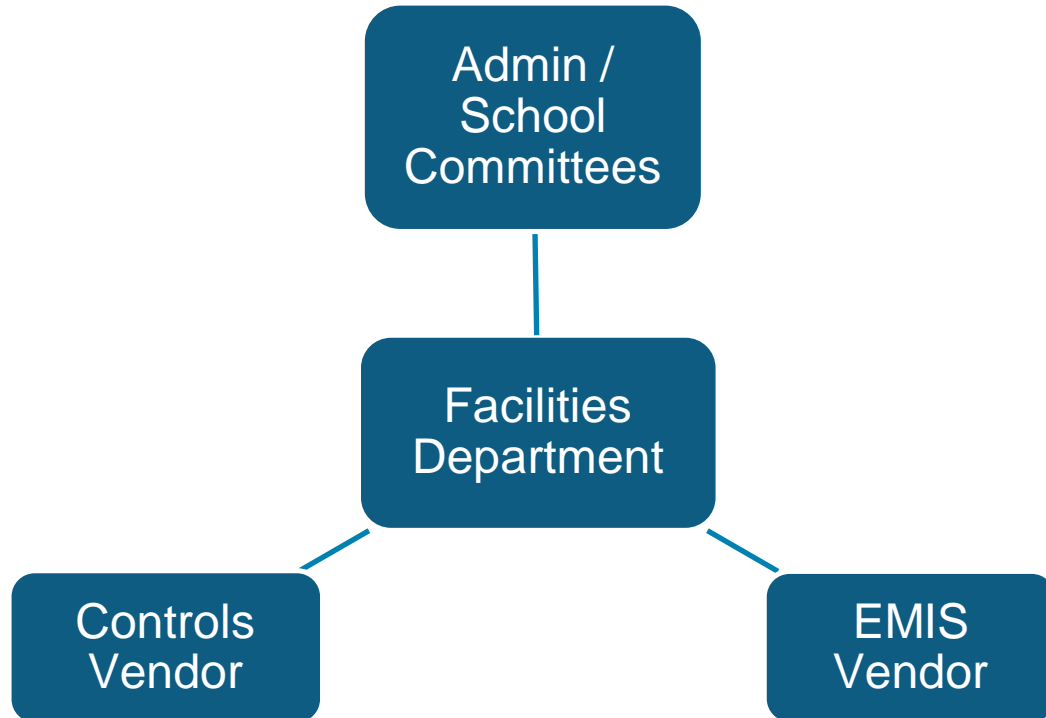 Admin /
School
Committees
Facilities
Department
Controls
Vendor
EMIS
Vendor